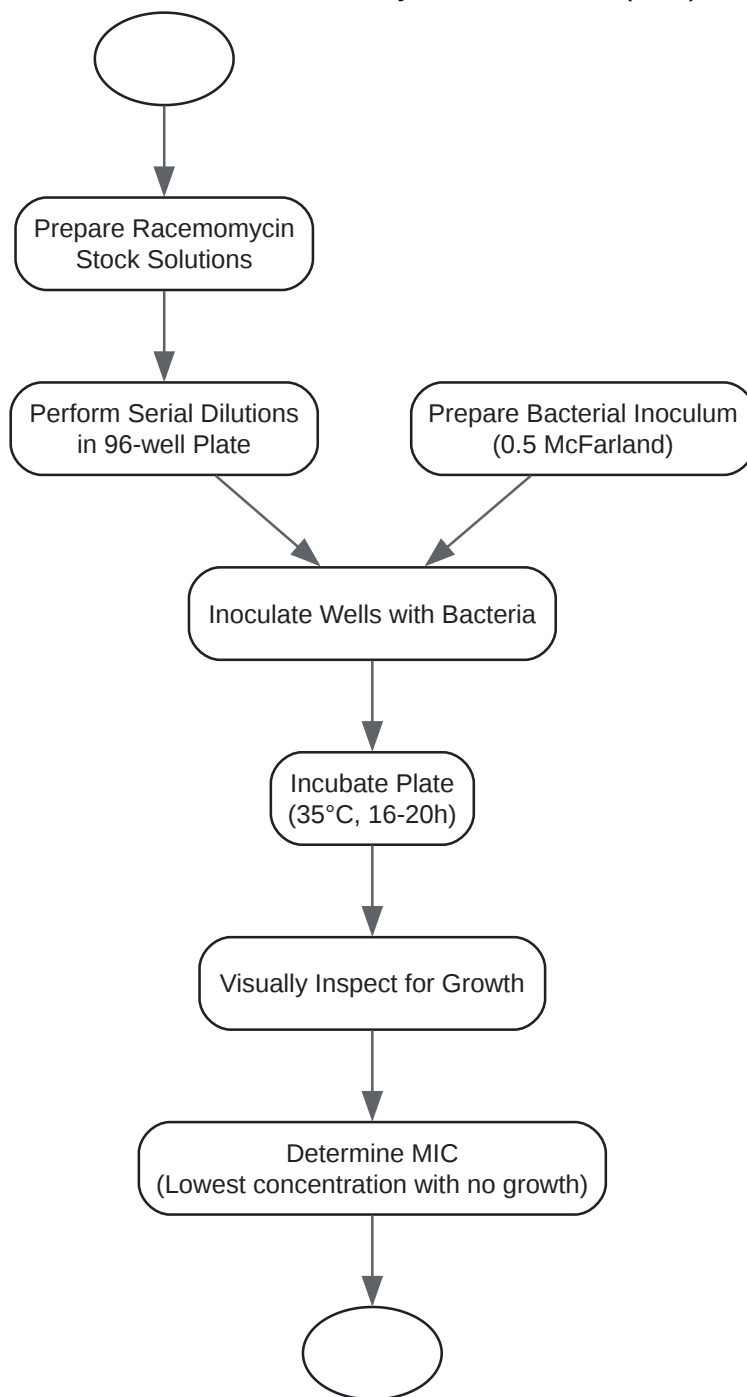 Prepare Racemomycin
Stock Solutions
Perform Serial Dilutions
in 96-well Plate
Prepare Bacterial Inoculum
(0.5 McFarland)
Inoculate Wells with Bacteria
Incubate Plate
(35°C, 16-20h)
Visually Inspect for Growth
Determine MIC
(Lowest concentration with no growth)